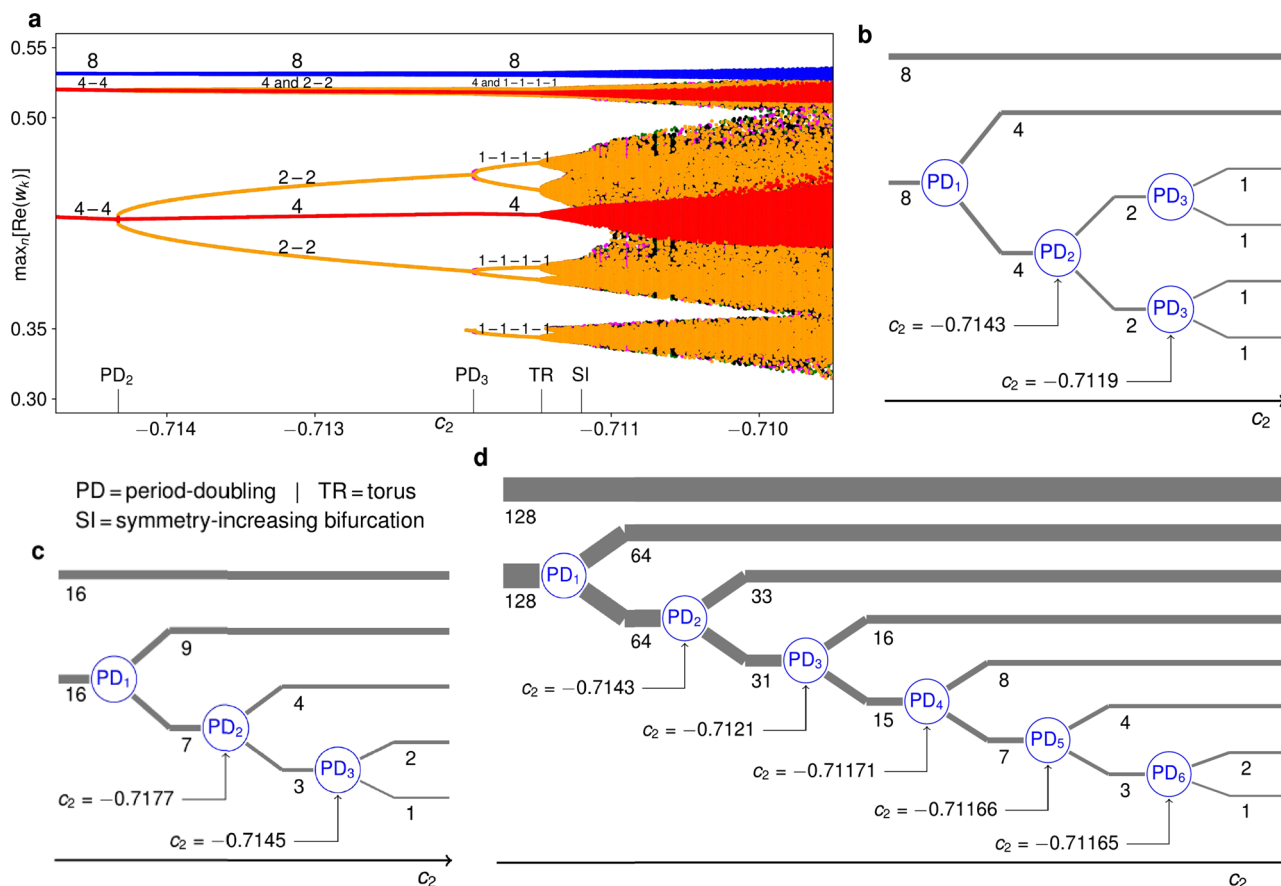 a
0.55
0.50
0.35
0.30
max_n[Re(w_k)]
8 8 8
4−4 4 and 2−2 4 and 1−1−1−1
1−1−1−1
2−2
4−4 4 4
2−2
1−1−1−1
1−1−1−1
PD₂ PD₃ TR SI
−0.714 −0.713 c₂ −0.711 −0.710
b
8
4
PD₁
8
1
PD₃
2
1
PD₂
4
1
PD₃
2
1
c₂ = −0.7143
c₂ = −0.7119
c₂
PD = period-doubling | TR = torus
SI = symmetry-increasing bifurcation
c
16
9
PD₁
16
4
PD₂
7
2
PD₃
3
1
c₂ = −0.7177
c₂ = −0.7145
c₂
d
128
64
PD₁
128
33
PD₂
64
16
PD₃
31
8
PD₄
15
4
PD₅
7
2
PD₆
3
1
c₂ = −0.7143
c₂ = −0.7121
c₂ = −0.71171
c₂ = −0.71166
c₂ = −0.71165
c₂